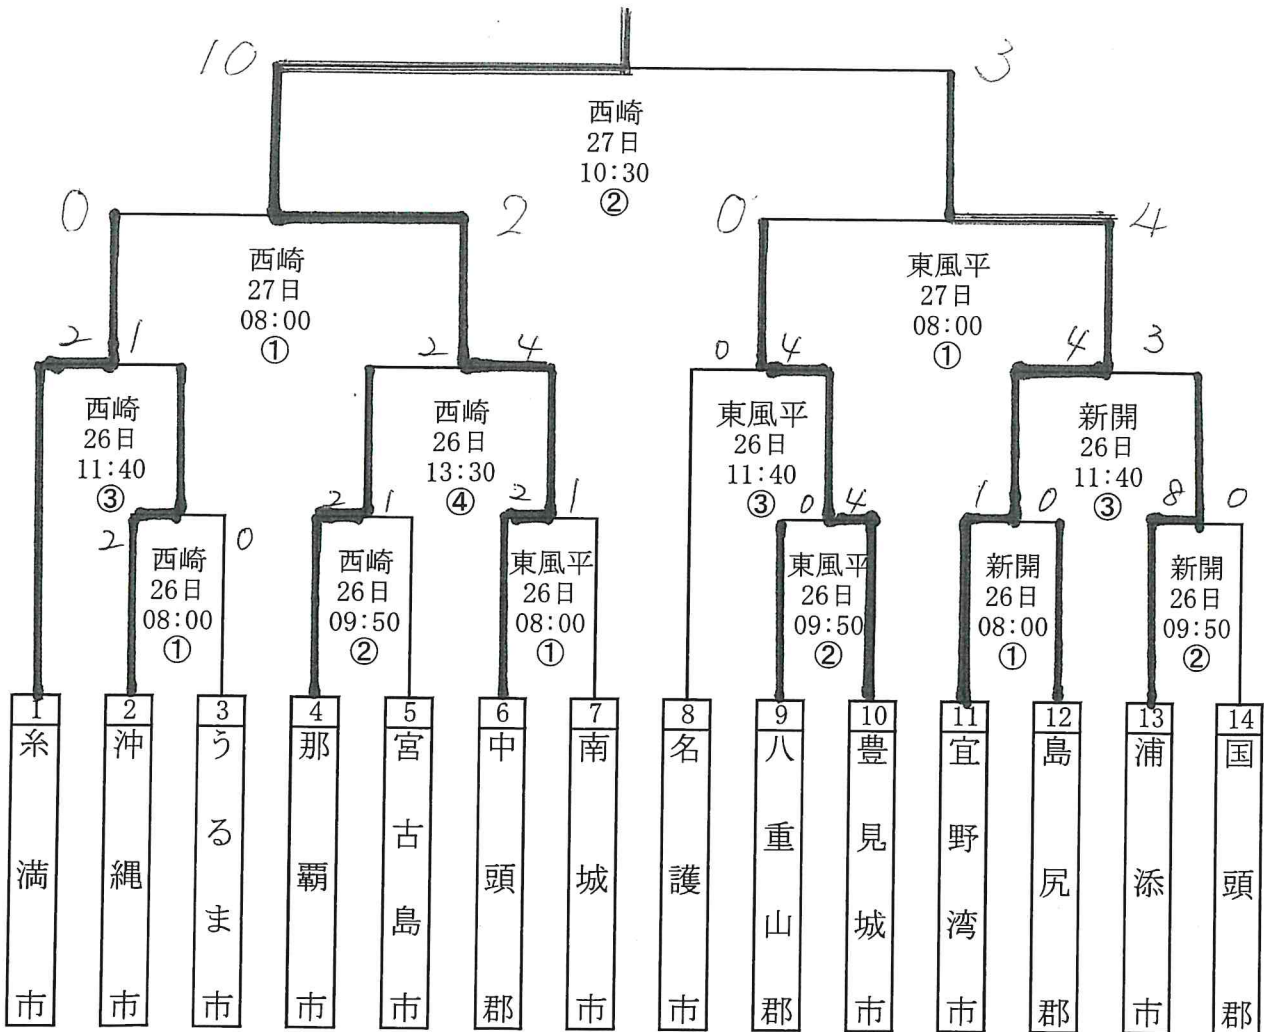 10 3
西崎
27日
10:30
②
0 2 0 4
西崎
27日
08:00
①
東風平
27日
08:00
①
2 1 2 4 0 4 4 3
西崎
26日
11:40
③
西崎
26日
13:30
④
東風平
26日
11:40
③
新開
26日
11:40
③
2 0 2 1 2 1 0 4 1 0 8 0
西崎
26日
08:00
①
西崎
26日
09:50
②
東風平
26日
08:00
①
東風平
26日
09:50
②
新開
26日
08:00
①
新開
26日
09:50
②
1
糸満市
2
沖縄市
3
うるま市
4
那覇市
5
宮古島市
6
中頭郡
7
南城市
8
名護市
9
八重山郡
10
豊見城市
11
宜野湾市
12
島尻郡
13
浦添市
14
国頭郡